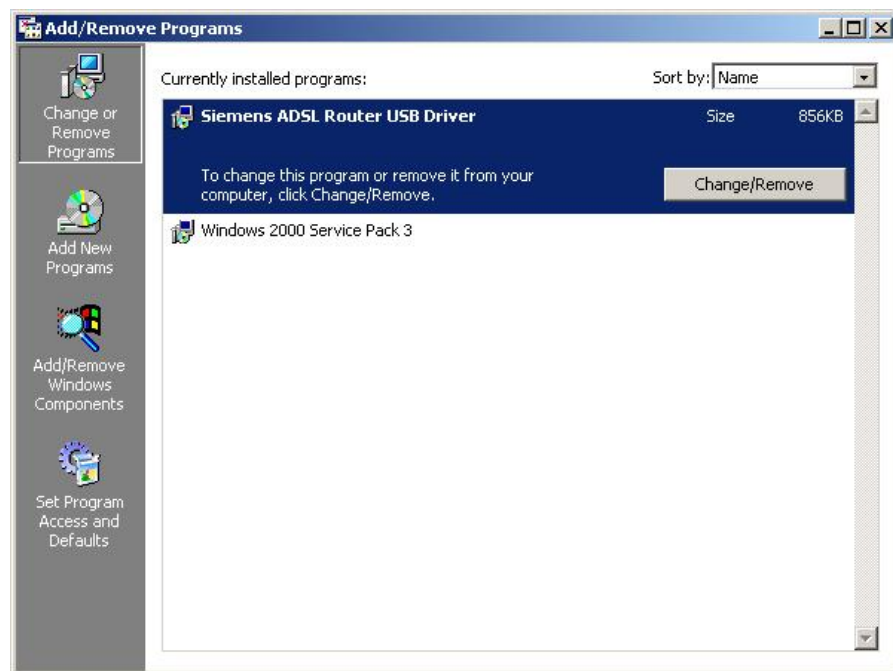 Add/Remove Programs
Change or
Remove
Programs
Add New
Programs
Add/Remove
Windows
Components
Set Program
Access and
Defaults
Currently installed programs:
Sort by: Name
Siemens ADSL Router USB Driver Size 856KB
To change this program or remove it from your
computer, click Change/Remove.
Change/Remove
Windows 2000 Service Pack 3